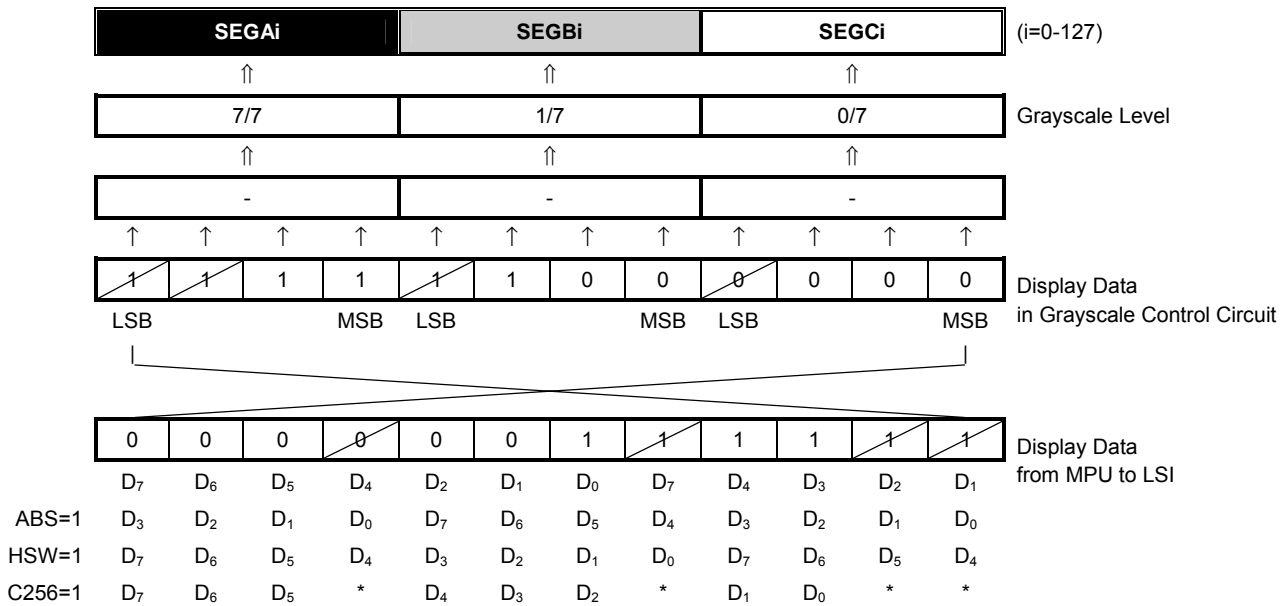 SEGAi SEGBi SEGCi (i=0-127)
⇑ ⇑ ⇑
7/7 1/7 0/7 Grayscale Level
⇑ ⇑ ⇑
- - -
↑ ↑ ↑ ↑ ↑ ↑ ↑ ↑ ↑ ↑ ↑ ↑
1 1 1 1 1 1 0 0 0 0 0 0 Display Data
in Grayscale Control Circuit
LSB MSB LSB MSB LSB MSB
0 0 0 0 0 0 1 1 1 1 1 1 Display Data
from MPU to LSI
D₇ D₆ D₅ D₄ D₂ D₁ D₀ D₇ D₄ D₃ D₂ D₁
ABS=1 D₃ D₂ D₁ D₀ D₇ D₆ D₅ D₄ D₃ D₂ D₁ D₀
HSW=1 D₇ D₆ D₅ D₄ D₃ D₂ D₁ D₀ D₇ D₆ D₅ D₄
C256=1 D₇ D₆ D₅ * D₄ D₃ D₂ * D₁ D₀ * *